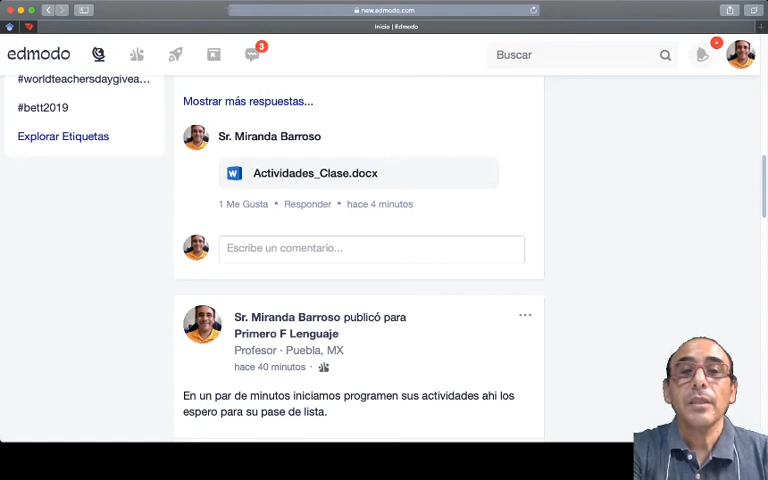 new.edmodo.com
Inicio | Edmodo
edmodo
3
Buscar
#worldteachersdaygivea...
#bett2019
Explorar Etiquetas
Mostrar más respuestas...
Sr. Miranda Barroso
Actividades_Clase.docx
1 Me Gusta • Responder • hace 4 minutos
Escribe un comentario...
Sr. Miranda Barroso publicó para
Primero F Lenguaje
Profesor · Puebla, MX
hace 40 minutos ·
En un par de minutos iniciamos programen sus actividades ahi los
espero para su pase de lista.